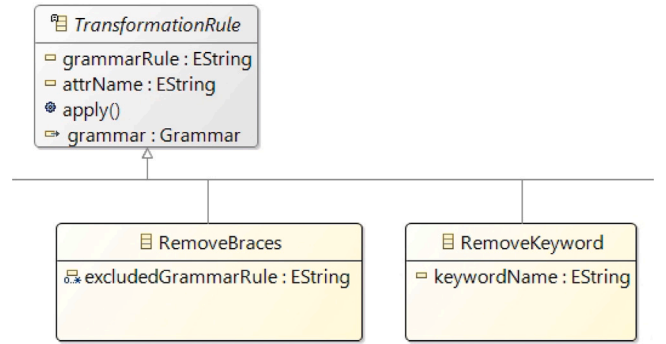 TransformationRule
grammarRule : EString
attrName : EString
apply()
grammar : Grammar
RemoveBraces
excludedGrammarRule : EString
RemoveKeyword
keywordName : EString